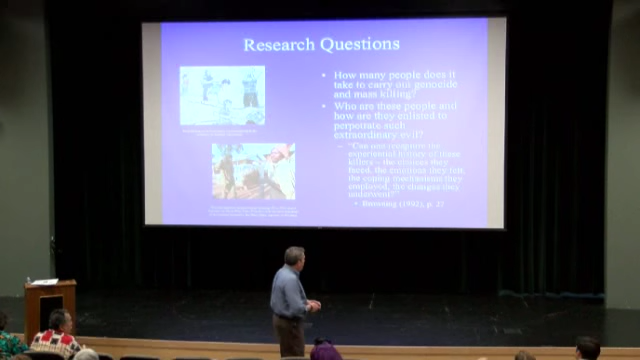 Research Questions
• How many people does it
take to carry out genocide
and mass killing?
• Who are these people and
how are they enlisted to
perpetrate such
extraordinary evil?
– "Can one recapture the
experiential history of these
killers – the choices they
faced, the emotions they felt,
the coping mechanisms they
employed, the changes they
underwent?"
• Browning (1992), p. 27